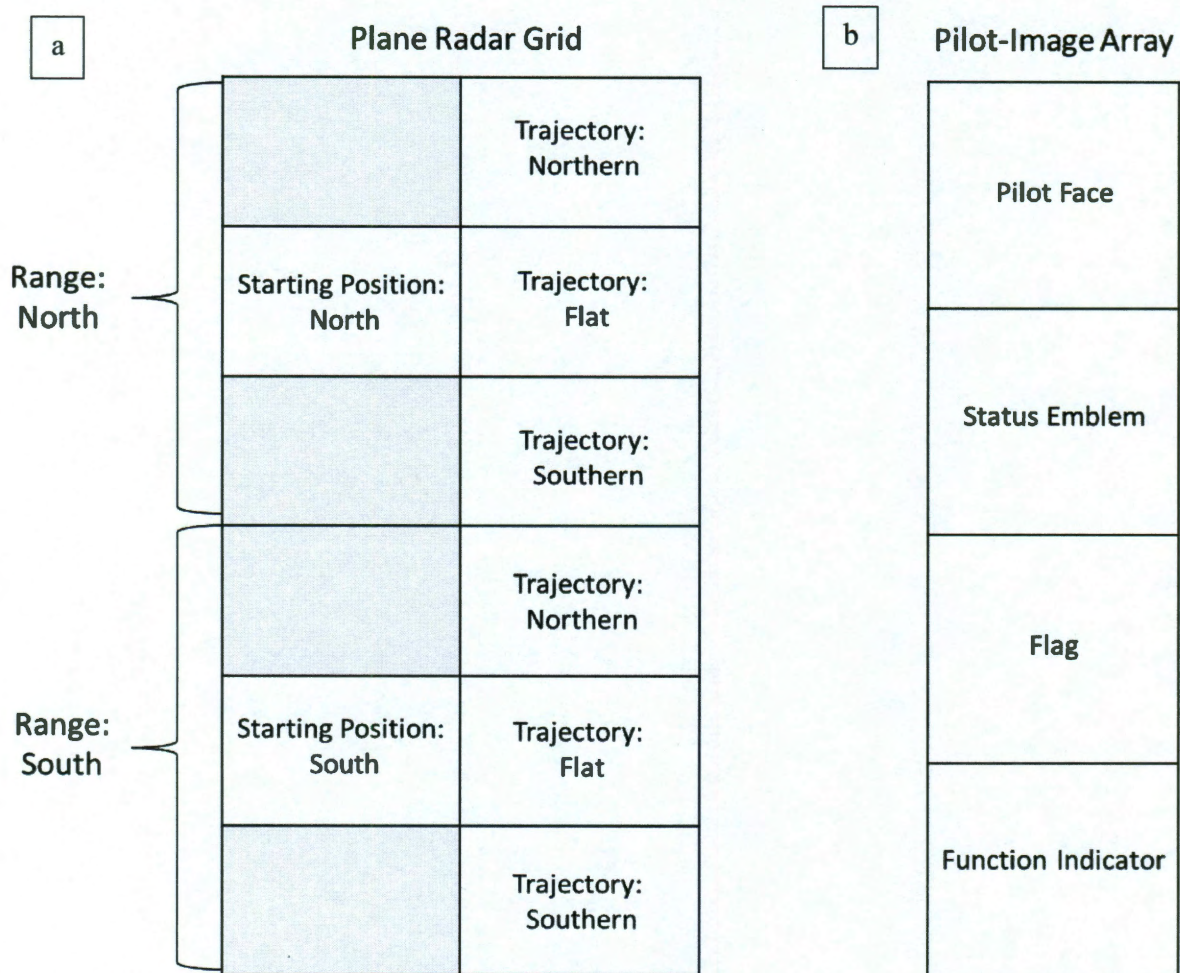 a
Plane Radar Grid
Trajectory:
Northern
Range:
North
Starting Position:
North
Trajectory:
Flat
Trajectory:
Southern
Trajectory:
Northern
Range:
South
Starting Position:
South
Trajectory:
Flat
Trajectory:
Southern
b
Pilot-Image Array
Pilot Face
Status Emblem
Flag
Function Indicator